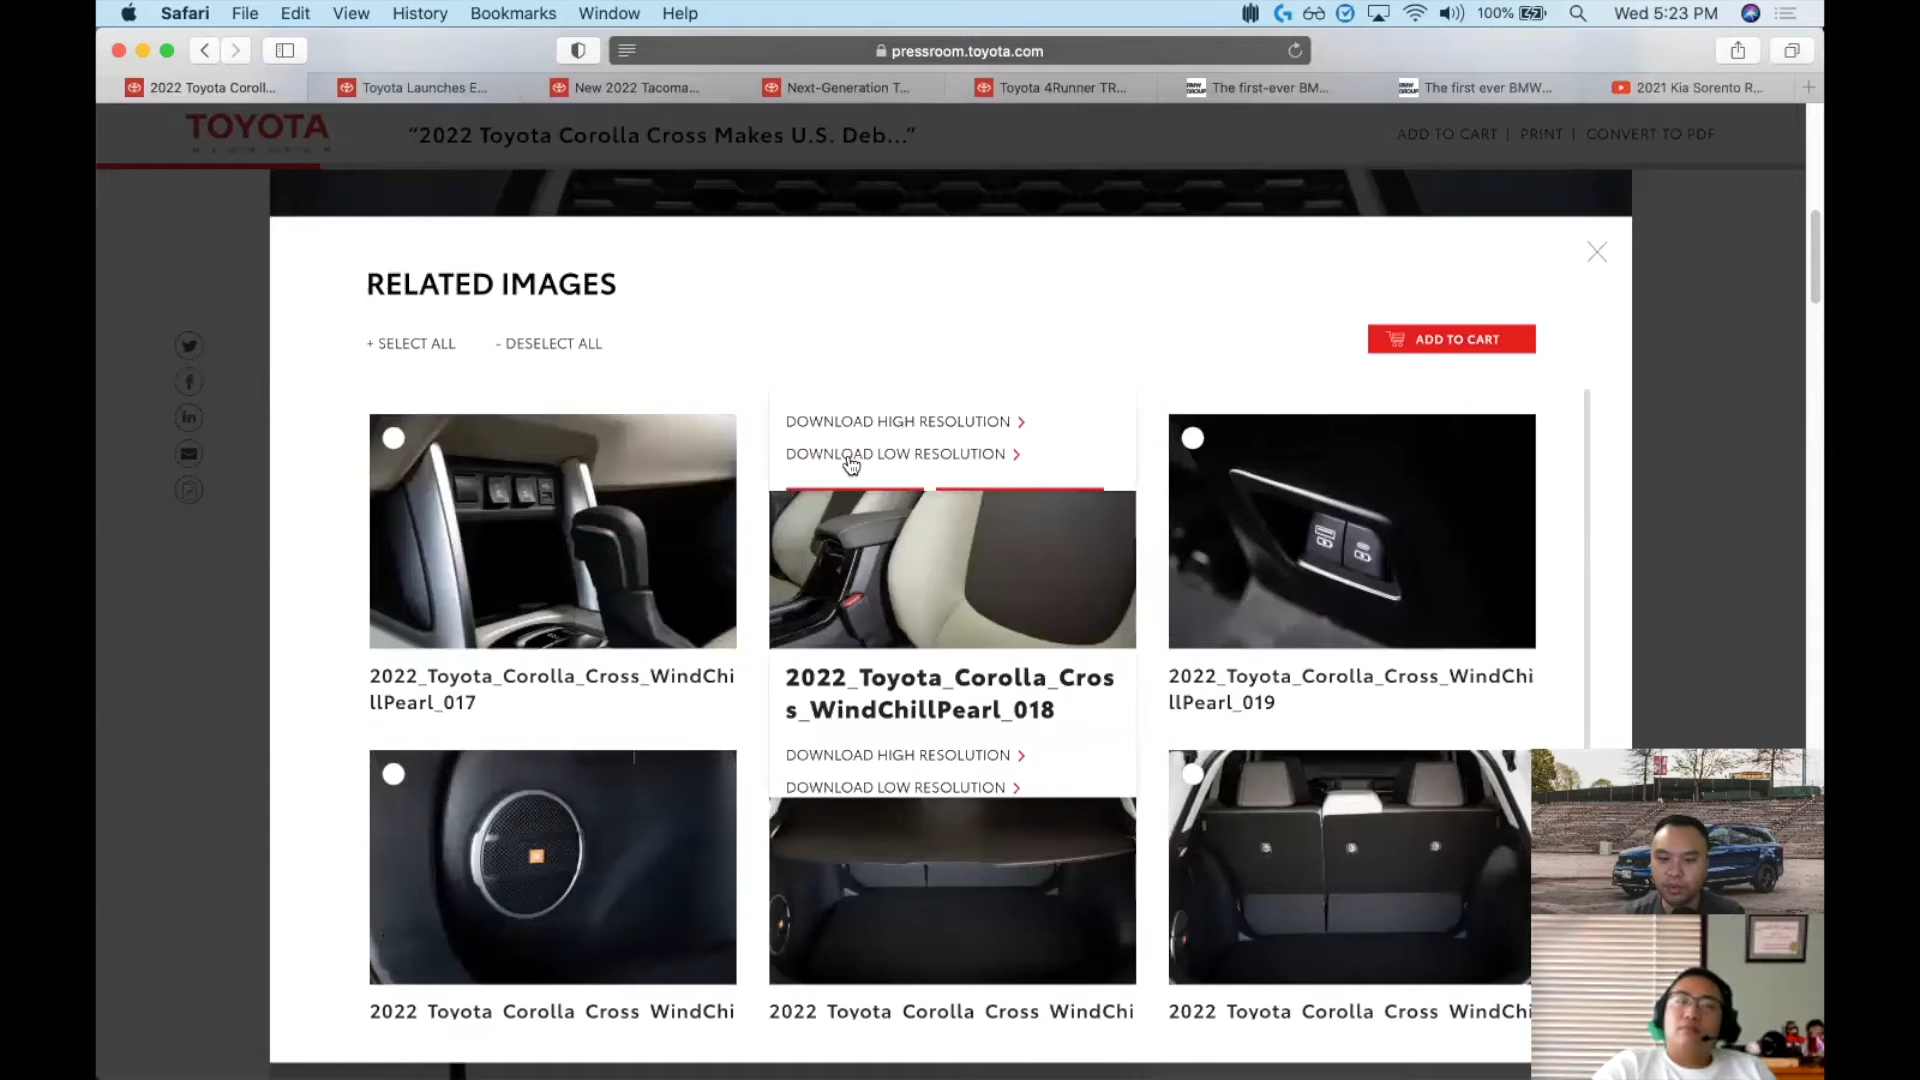 Safari File Edit View History Bookmarks Window Help 100% Wed 5:23 PM
pressroom.toyota.com
2022 Toyota Coroll... Toyota Launches E... New 2022 Tacoma... Next-Generation T... Toyota 4Runner TR... The first-ever BM... The first ever BMW... 2021 Kia Sorento R...
TOYOTA
“2022 Toyota Corolla Cross Makes U.S. Deb...”
ADD TO CART | PRINT | CONVERT TO PDF
RELATED IMAGES
+ SELECT ALL - DESELECT ALL
ADD TO CART
DOWNLOAD HIGH RESOLUTION
DOWNLOAD LOW RESOLUTION
2022_Toyota_Corolla_Cross_WindChi
llPearl_017
2022_Toyota_Corolla_Cros
s_WindChillPearl_018
DOWNLOAD HIGH RESOLUTION
DOWNLOAD LOW RESOLUTION
2022_Toyota_Corolla_Cross_WindChi
llPearl_019
2022 Toyota Corolla Cross WindChi
2022 Toyota Corolla Cross WindChi
2022 Toyota Corolla Cross WindChi